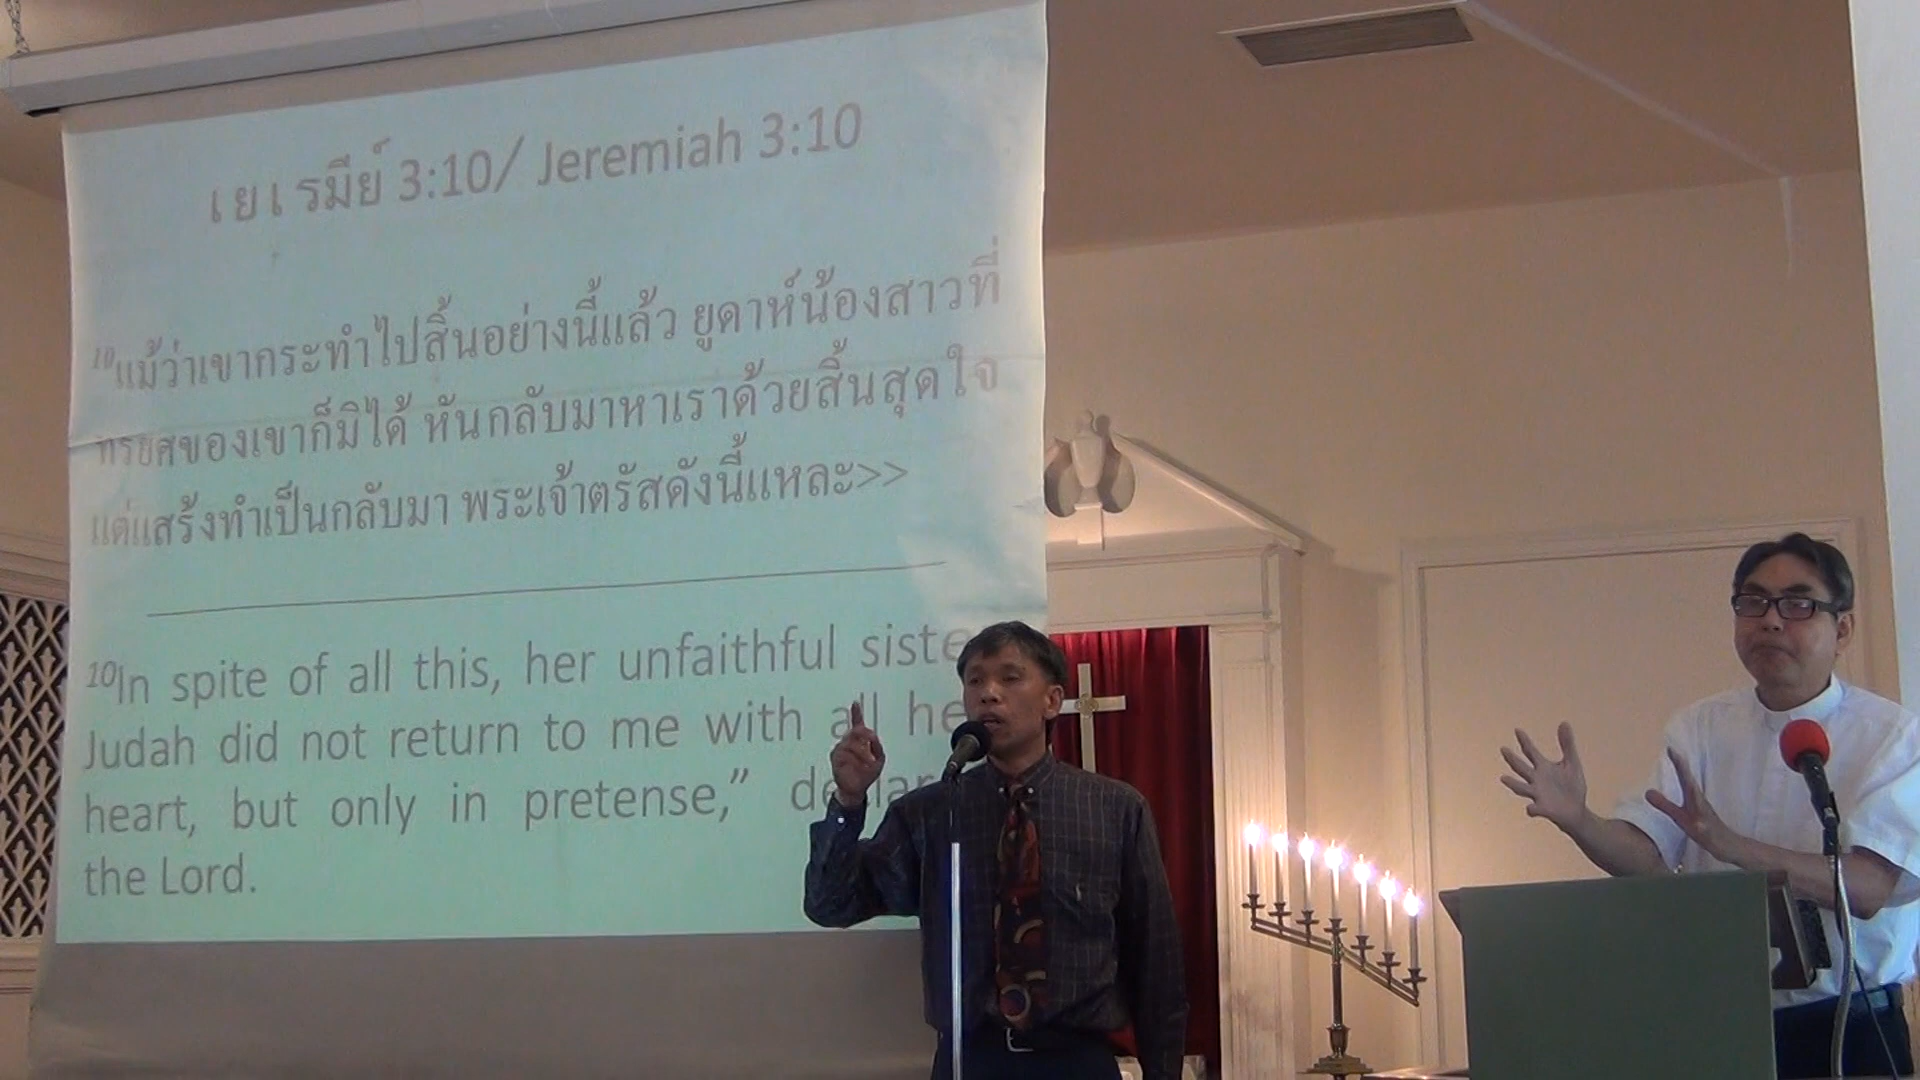 เยเรมีย์ 3:10/ Jeremiah 3:10
10แม้ว่าเขากระทำไปสิ้นอย่างนี้แล้ว ยูดาห์น้องสาวที่
ทรยศของเขาก็มิได้ หันกลับมาหาเราด้วยสิ้นสุดใจ
แต่แสร้งทำเป็นกลับมา พระเจ้าตรัสดังนี้แหละ>>
10In spite of all this, her unfaithful siste
Judah did not return to me with all he
heart, but only in pretense,”
the Lord.